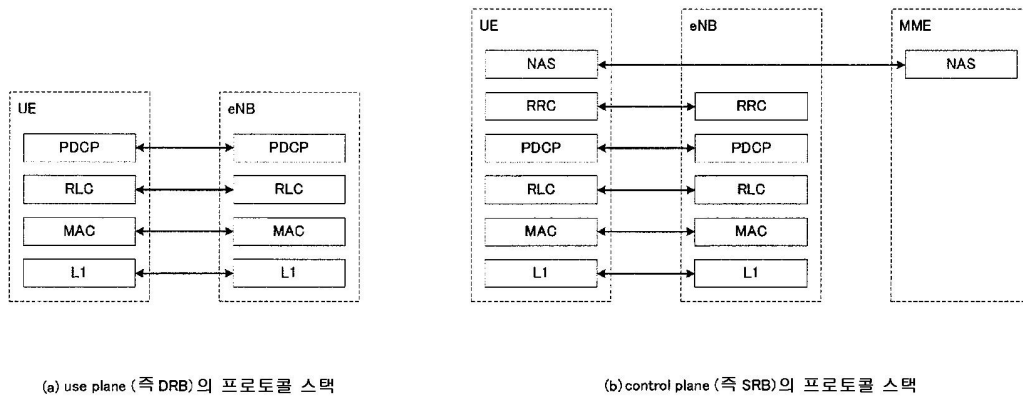 UE
eNB
PDCP
PDCP
RLC
RLC
MAC
MAC
L1
L1
(a) use plane (즉 DRB)의 프로토콜 스택
UE
eNB
MME
NAS
NAS
RRC
RRC
PDCP
PDCP
RLC
RLC
MAC
MAC
L1
L1
(b) control plane (즉 SRB)의 프로토콜 스택